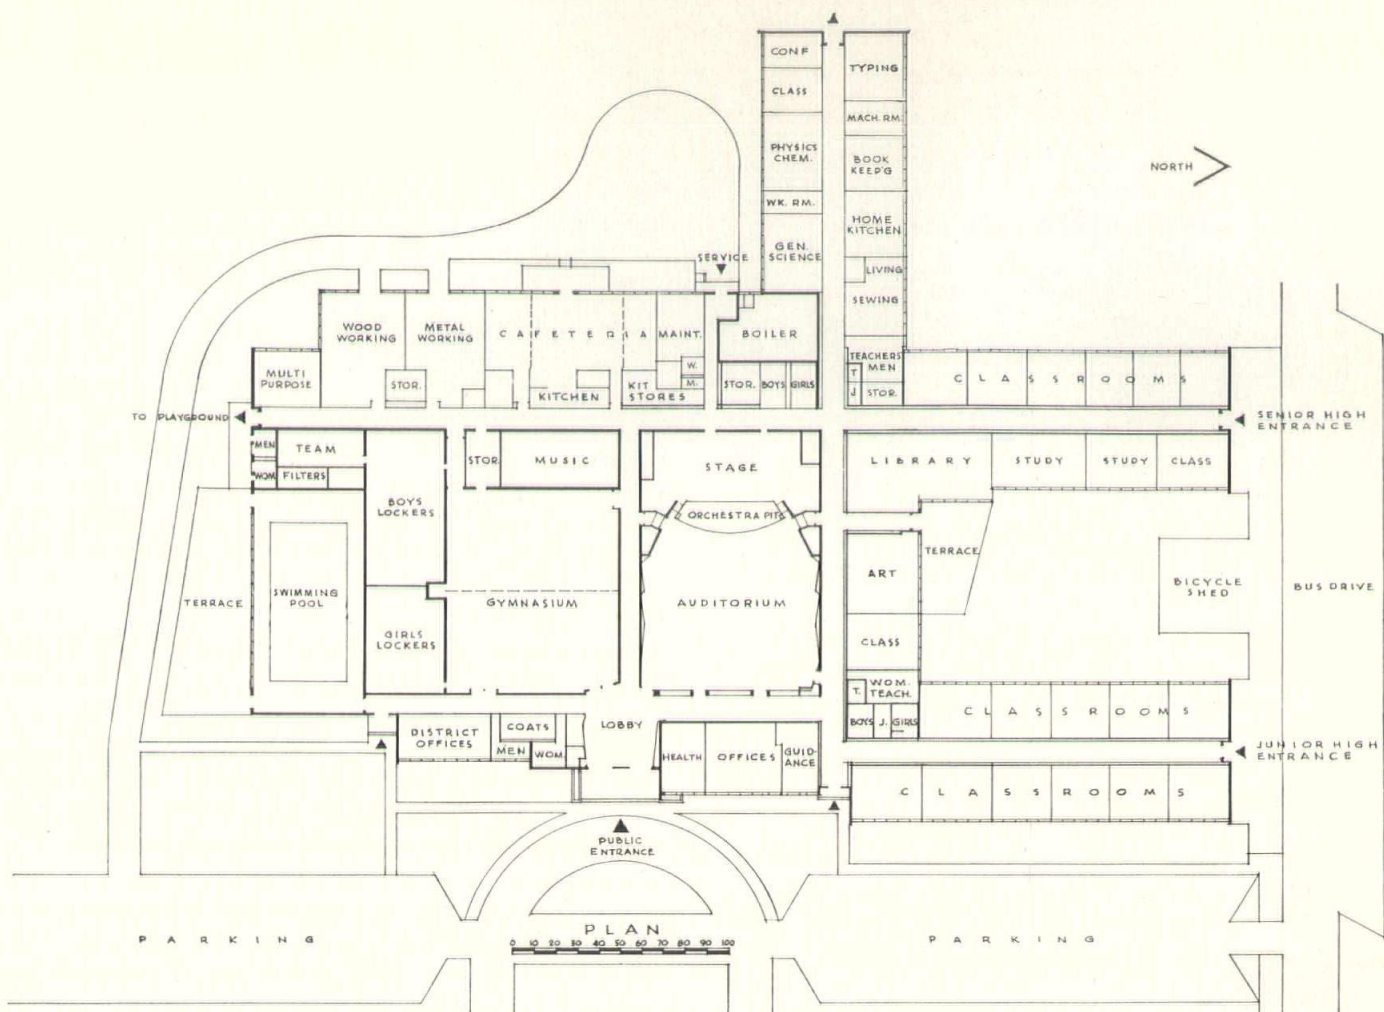 CONF
TYPING
CLASS
MACH. RM.
PHYSICS
CHEM.
BOOK
KEEP'G
NORTH
WK. RM.
HOME
KITCHEN
GEN.
SCIENCE
SERVICE
LIVING
SEWING
WOOD
WORKING
METAL
WORKING
CAFETERIA
MAINT.
BOILER
TEACHERS
MEN
T
J.
STOR.
CLASSROOMS
MULTI
PURPOSE
STOR.
KITCHEN
KIT
STORES
W.
M.
STOR.
BOYS
GIRLS
TO PLAYGROUND
SENIOR HIGH
ENTRANCE
MEN
TEAM
WOM.
FILTERS
BOYS
LOCKERS
STOR.
MUSIC
STAGE
LIBRARY
STUDY
STUDY
CLASS
ORCHESTRA PIT
TERRACE
ART
TERRACE
SWIMMING
POOL
GYMNASIUM
AUDITORIUM
BICYCLE
SHED
BUS DRIVE
GIRLS
LOCKERS
CLASS
T.
WOM.
TEACH.
BOYS
J.
GIRLS
CLASSROOMS
DISTRICT
OFFICES
COATS
MEN
WOM.
LOBBY
HEALTH
OFFICES
GUID-
ANCE
JUNIOR HIGH
ENTRANCE
CLASSROOMS
PUBLIC
ENTRANCE
PARKING
PLAN
0 10 20 30 40 50 60 70 80 90 100
PARKING